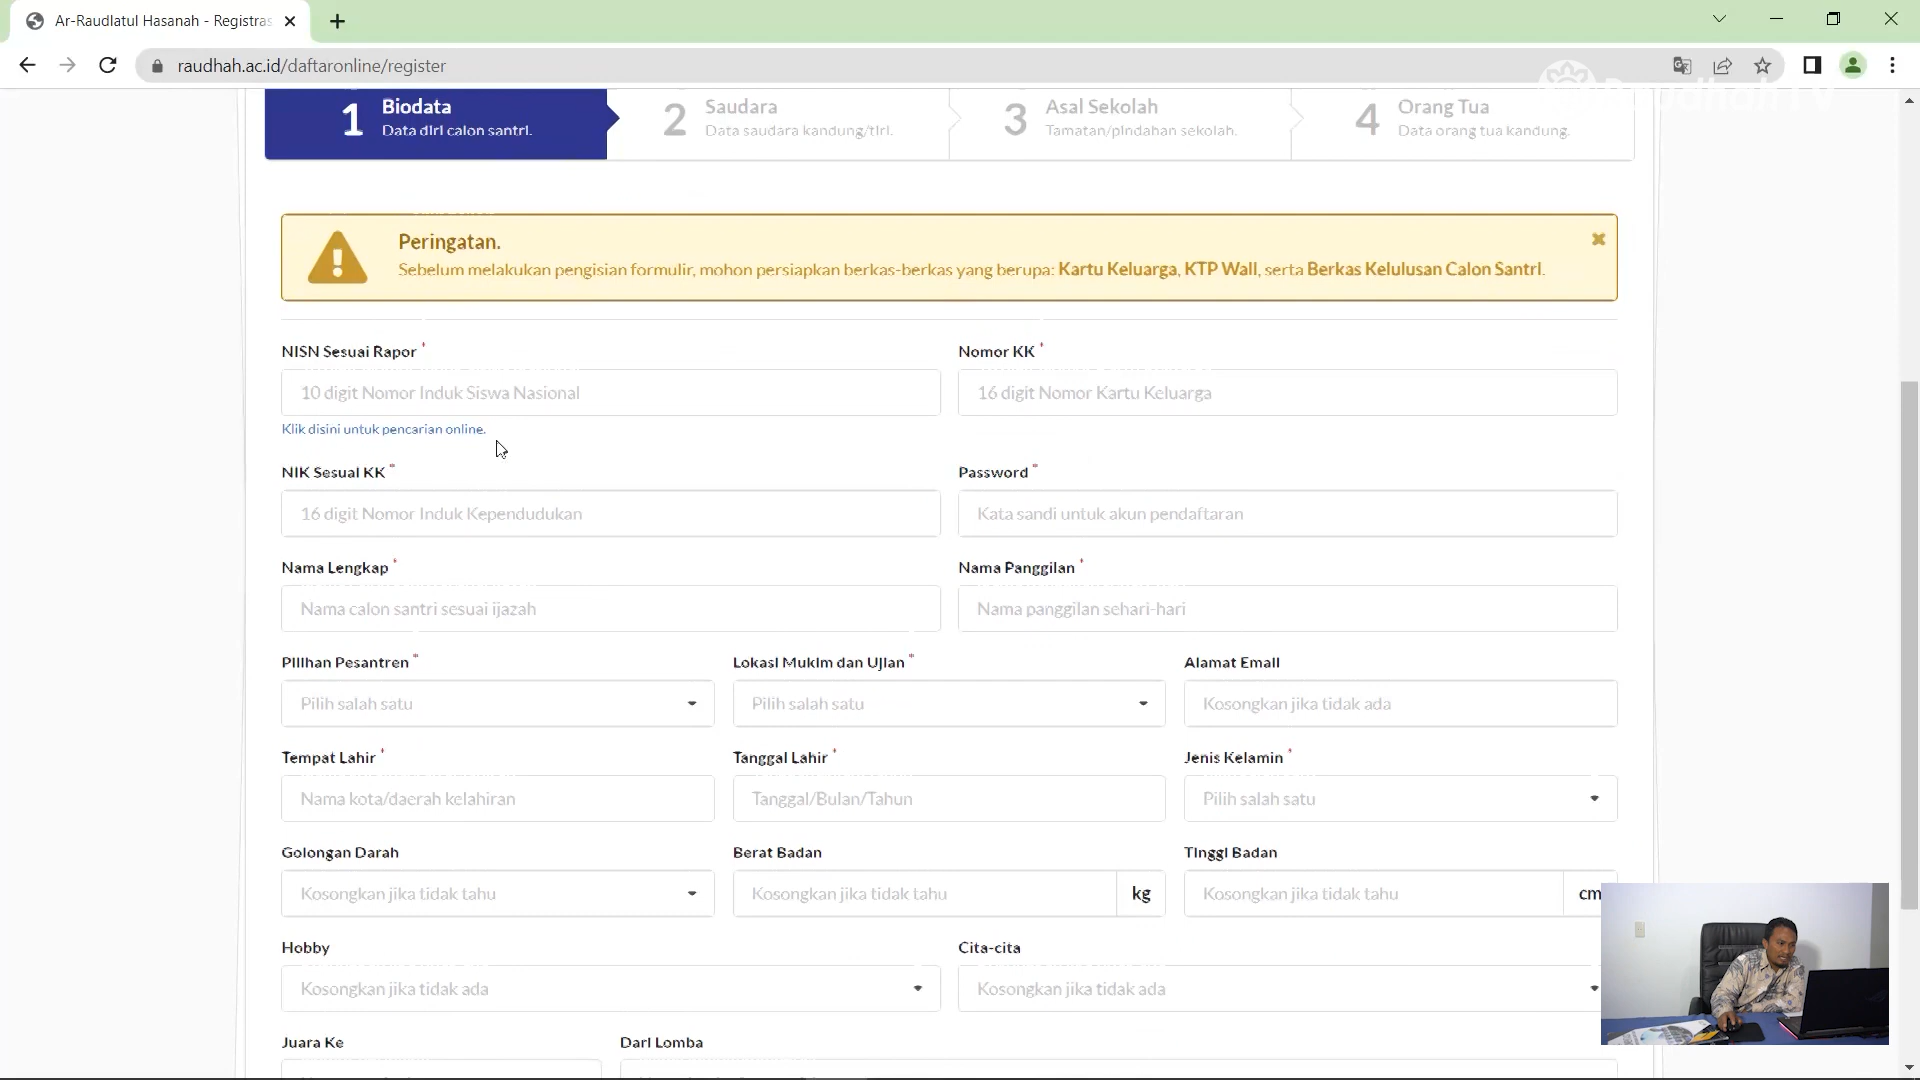 Ar-Raudlatul Hasanah - Registras
raudhah.ac.id/daftaronline/register
Raudhah TV
1 Biodata
Data diri calon santri.
2 Saudara
Data saudara kandung/tiri.
3 Asal Sekolah
Tamatan/pindahan sekolah.
4 Orang Tua
Data orang tua kandung.
Peringatan.
Sebelum melakukan pengisian formulir, mohon persiapkan berkas-berkas yang berupa: Kartu Keluarga, KTP Wali, serta Berkas Kelulusan Calon Santri.
NISN Sesuai Rapor *
Nomor KK *
10 digit Nomor Induk Siswa Nasional
16 digit Nomor Kartu Keluarga
Klik disini untuk pencarian online.
NIK Sesuai KK *
Password *
16 digit Nomor Induk Kependudukan
Kata sandi untuk akun pendaftaran
Nama Lengkap *
Nama Panggilan *
Nama calon santri sesuai ijazah
Nama panggilan sehari-hari
Pilihan Pesantren *
Lokasi Mukim dan Ujian *
Alamat Email
Pilih salah satu
Pilih salah satu
Kosongkan jika tidak ada
Tempat Lahir *
Tanggal Lahir *
Jenis Kelamin *
Nama kota/daerah kelahiran
Tanggal/Bulan/Tahun
Pilih salah satu
Golongan Darah
Berat Badan
Tinggi Badan
Kosongkan jika tidak tahu
Kosongkan jika tidak tahu
kg
Kosongkan jika tidak tahu
cm
Hobby
Cita-cita
Kosongkan jika tidak ada
Kosongkan jika tidak ada
Juara Ke
Dari Lomba